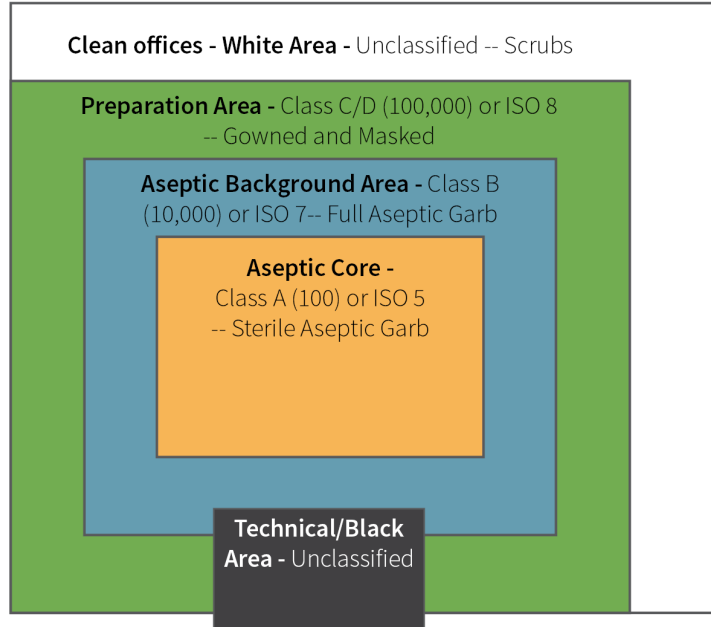 Clean offices - White Area - Unclassified -- Scrubs
Preparation Area - Class C/D (100,000) or ISO 8
-- Gowned and Masked
Aseptic Background Area - Class B
(10,000) or ISO 7-- Full Aseptic Garb
Aseptic Core -
Class A (100) or ISO 5
-- Sterile Aseptic Garb
Technical/Black
Area - Unclassified